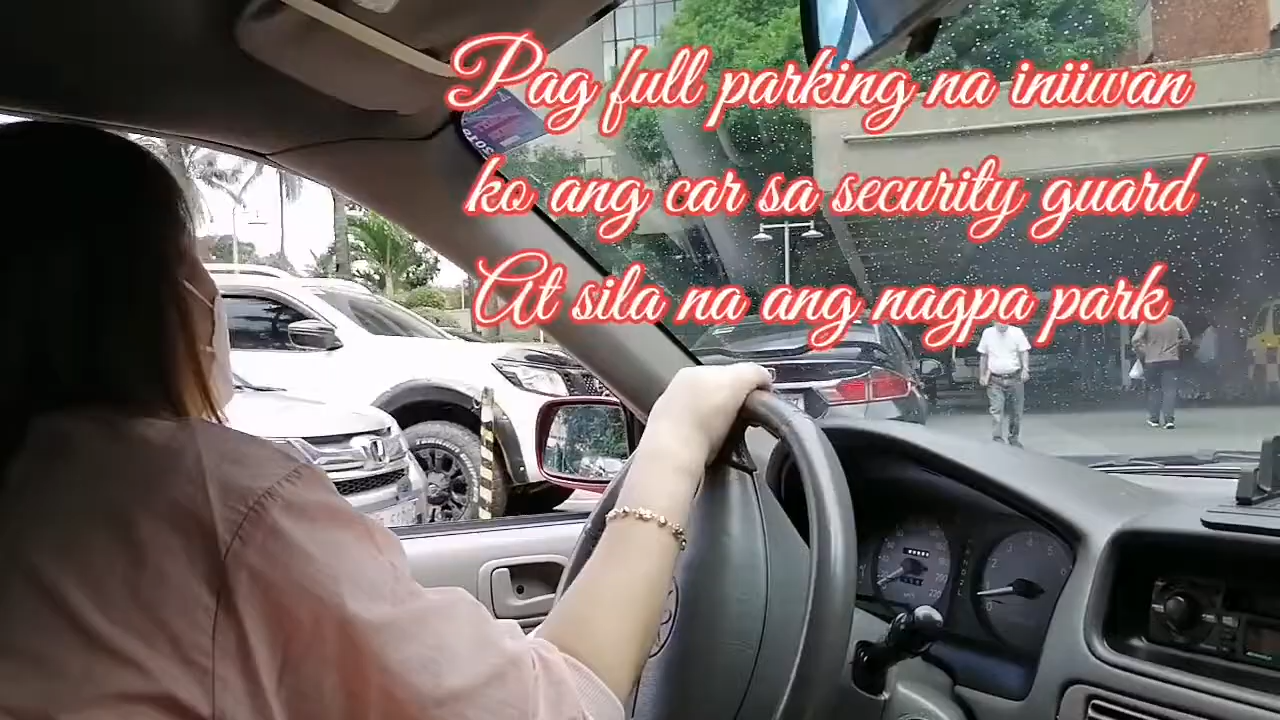 Pag full parking na iniiwan
ko ang car sa security guard
At sila na ang nagpa park